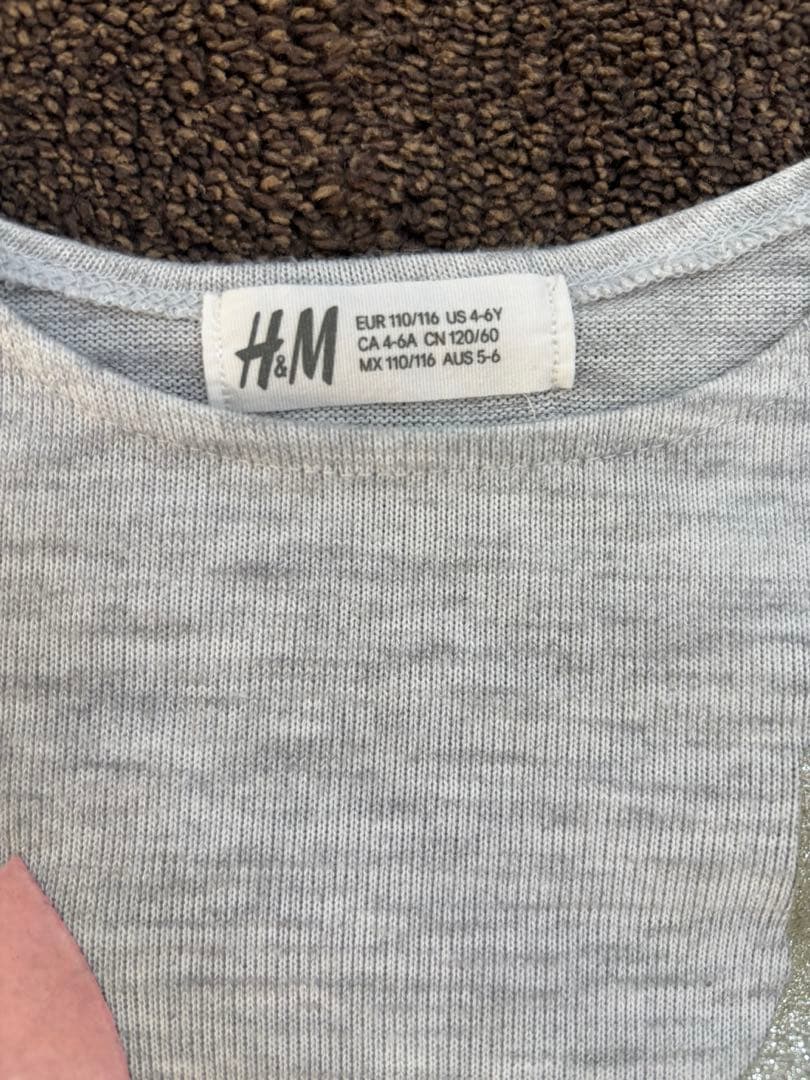 H&M
EUR 110/116 US 4-6Y
CA 4-6A CN 120/60
MX 110/116 AUS 5-6